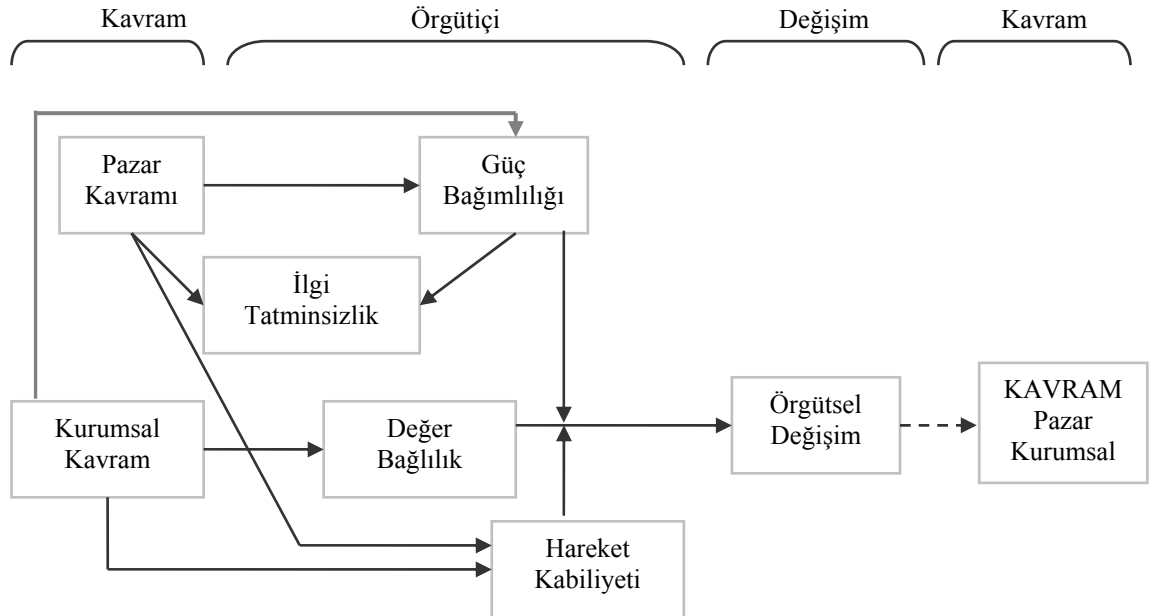 Kavram
Örgütiçi
Değişim
Kavram
Pazar
Kavramı
Güç
Bağımlılığı
İlgi
Tatminsizlik
Kurumsal
Kavram
Değer
Bağlılık
Örgütsel
Değişim
KAVRAM
Pazar
Kurumsal
Hareket
Kabiliyeti